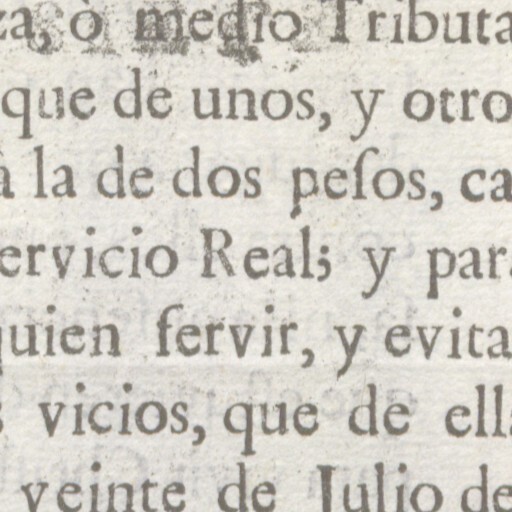 za, ò medio Tributa
que de unos, y otro
à la de dos peſos, ca
ervicio Real; y para
quien ſervir, y evita
s vicios, que de ella
veinte de Julio de